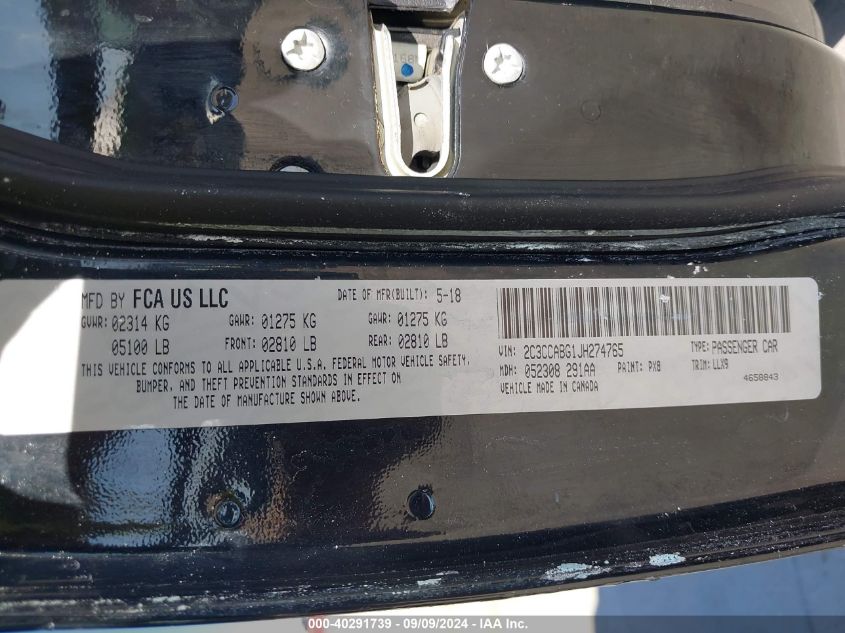 168
MFD BY FCA US LLC DATE OF MFR(BUILT): 5-18
GVWR: 02314 KG GAWR: 01275 KG GAWR: 01275 KG
05100 LB FRONT: 02810 LB REAR: 02810 LB
THIS VEHICLE CONFORMS TO ALL APPLICABLE U.S.A. FEDERAL MOTOR VEHICLE SAFETY,
BUMPER, AND THEFT PREVENTION STANDARDS IN EFFECT ON
THE DATE OF MANUFACTURE SHOWN ABOVE.
VIN: 2C3CCABG1JH274765 TYPE: PASSENGER CAR
MDH: 052308 291AA PAINT: PX8 TRIM: LLX9
VEHICLE MADE IN CANADA 4658843
000-40291739 - 09/09/2024 - IAAI.com